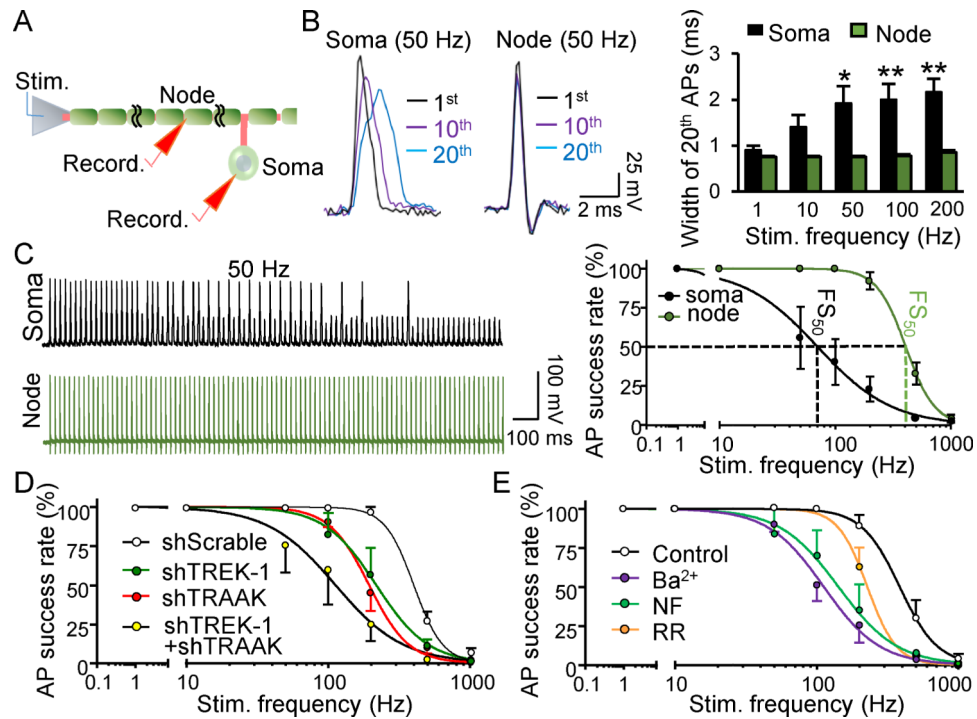 A
Stim.
Node
Record.
Soma
Record.
B
Soma (50 Hz)
1st
10th
20th
Node (50 Hz)
1st
10th
20th
25 mV
2 ms
Width of 20th APs (ms)
3
2
1
0
Soma
Node
*
**
**
1
10
50
100
200
Stim. frequency
(Hz)
C
50 Hz
Soma
Node
100 mV
100 ms
AP success rate (%)
100
75
50
25
0
soma
node
FS50
FS50
0.1
1
10
100
1000
Stim. frequency (Hz)
D
AP success rate (%)
100
75
50
25
0
shScrable
shTREK-1
shTRAAK
shTREK-1
+shTRAAK
0.1
1
10
100
1000
Stim. frequency (Hz)
E
AP success rate (%)
100
75
50
25
0
Control
Ba2+
NF
RR
0.1
1
10
100
1000
Stim. frequency (Hz)